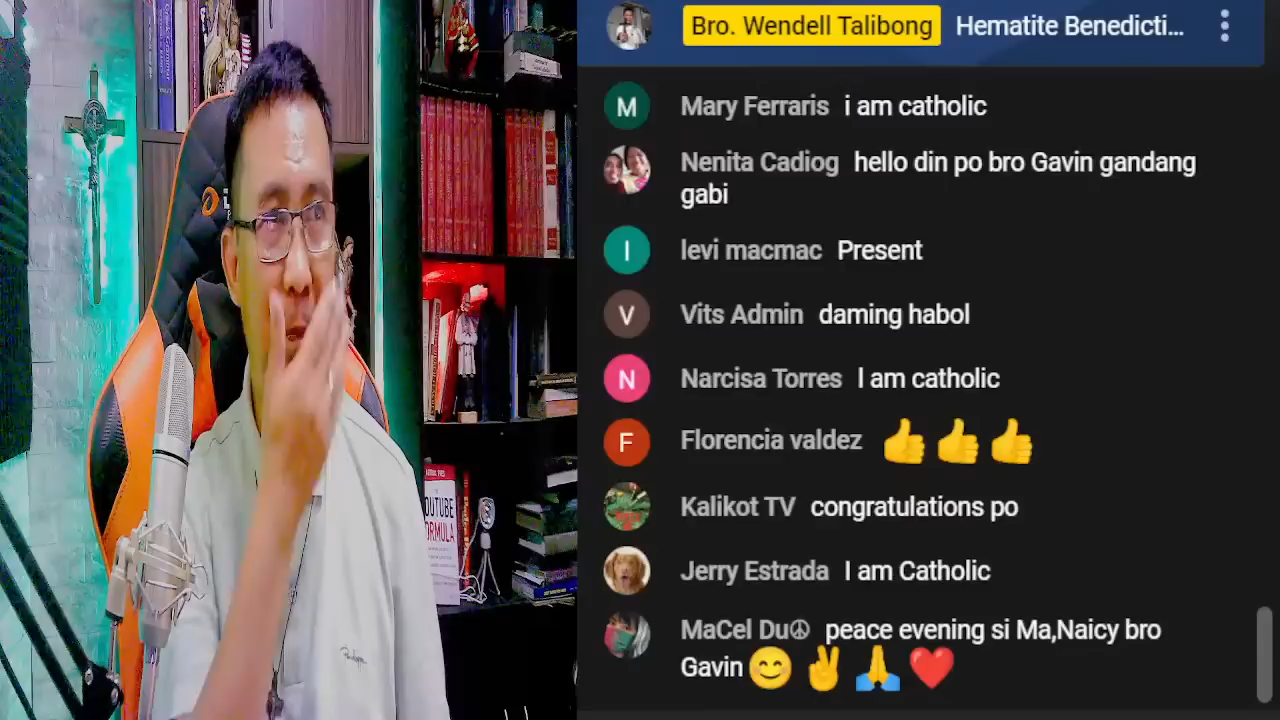 Bro. Wendell Talibong Hematite Benedicti...
M Mary Ferraris i am catholic
Nenita Cadiog hello din po bro Gavin gandang
gabi
I levi macmac Present
V Vits Admin daming habol
N Narcisa Torres I am catholic
F Florencia valdez 👍 👍 👍
Kalikot TV congratulations po
Jerry Estrada I am Catholic
MaCel Du☮ peace evening si Ma,Naicy bro
Gavin 😊 ✌ 🙏 ❤
OUTUBE
ORMULA